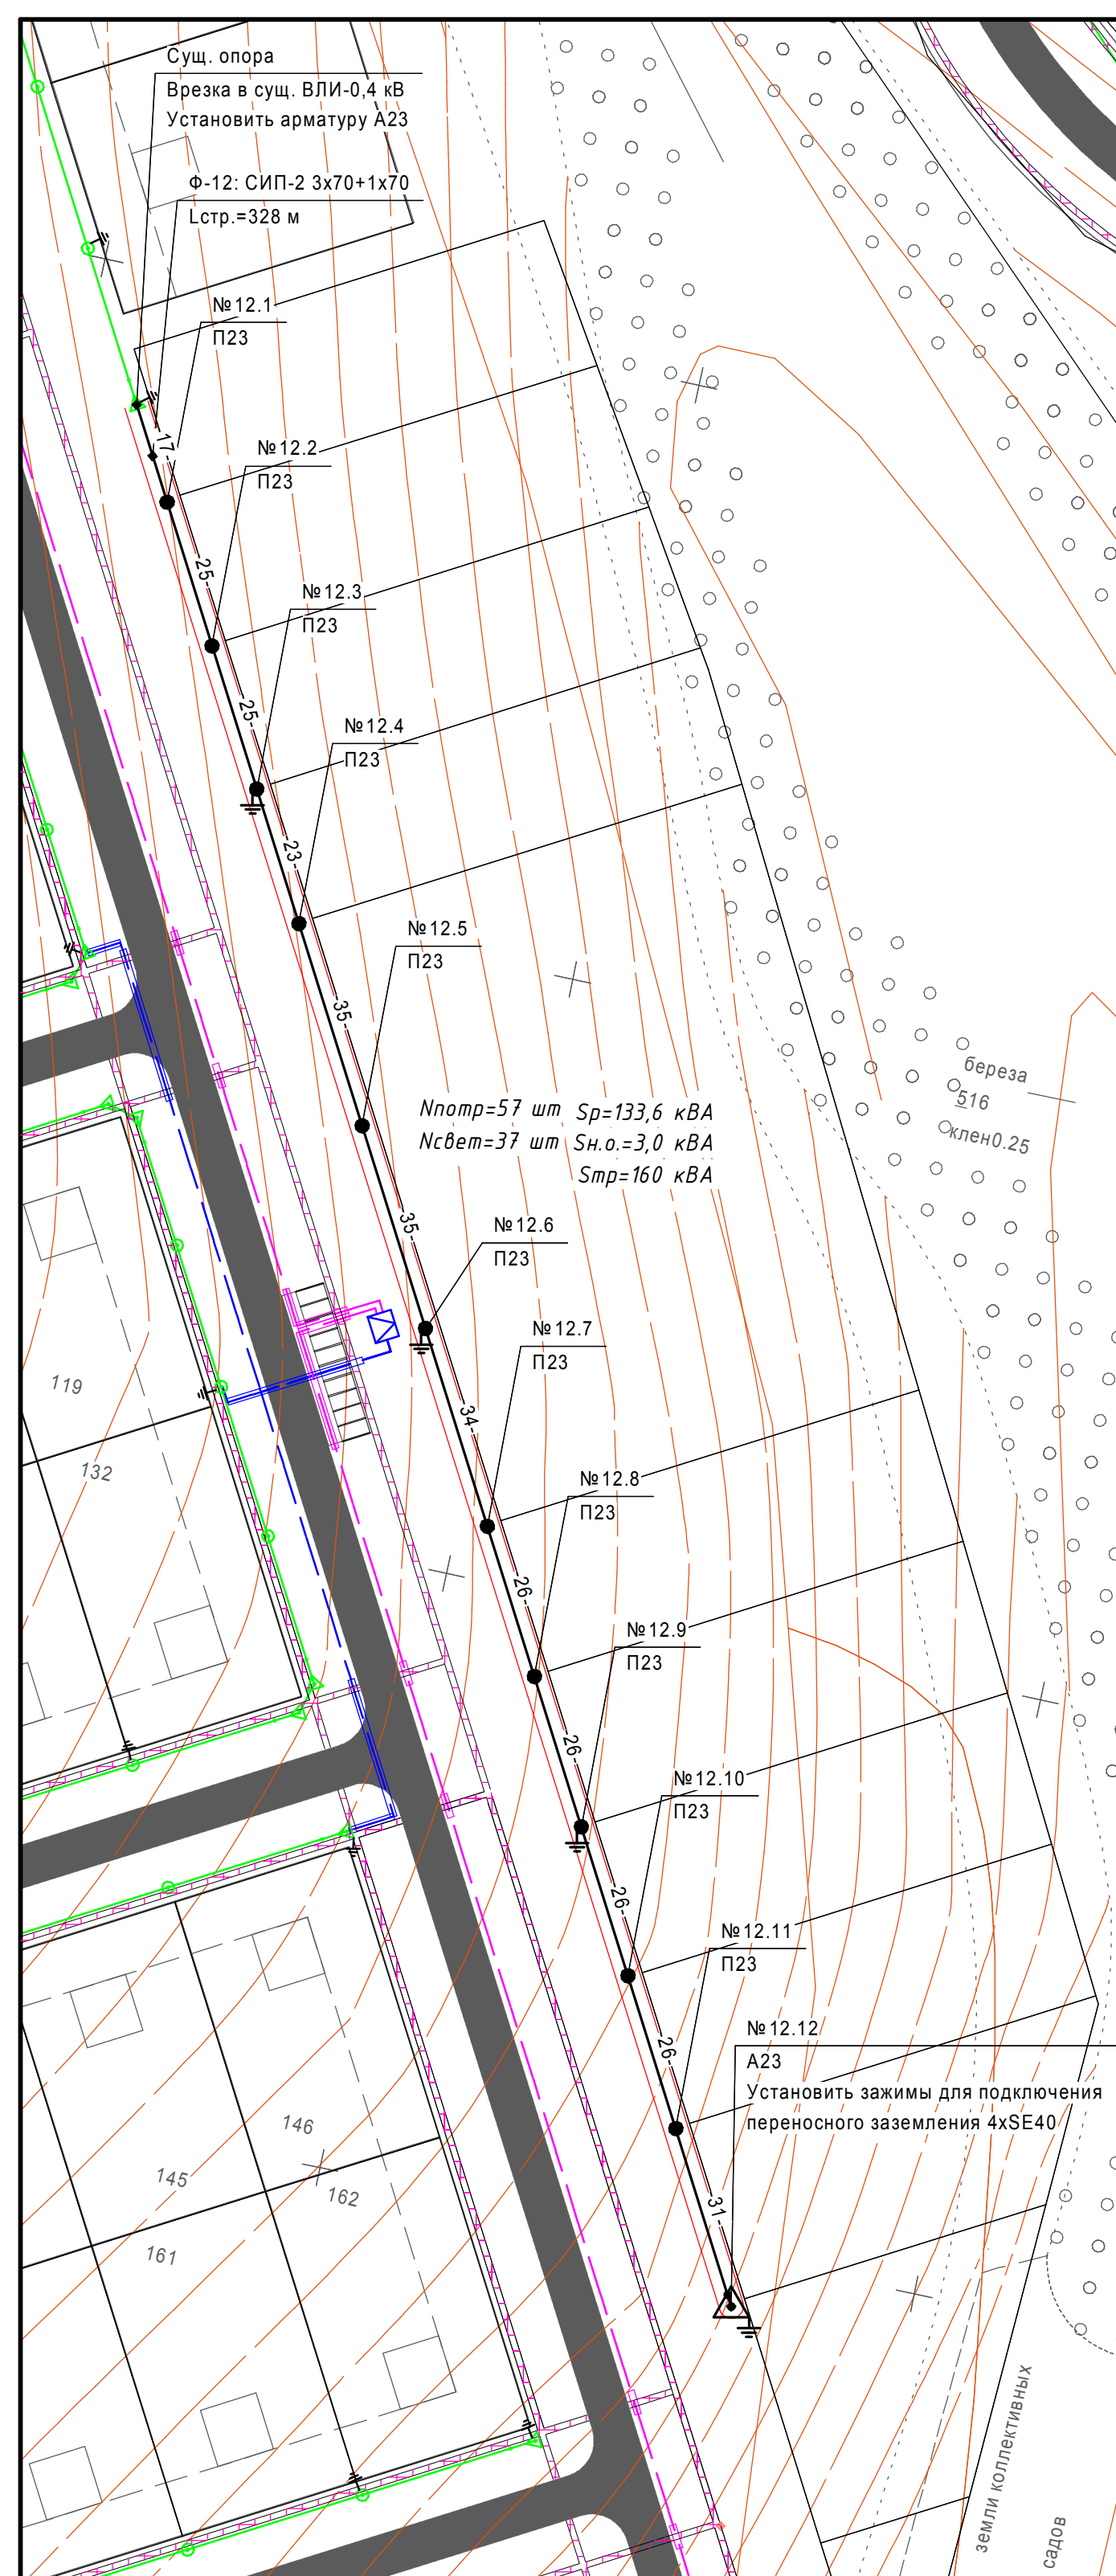 Сущ. опора
Врезка в сущ. ВЛИ-0,4 кВ
Установить арматуру А23
Ф-12: СИП-2 3х70+1х70
Lстр.=328 м
№12.1
П23
17
№12.2
П23
25
№12.3
П23
25
№12.4
П23
23
№12.5
П23
35
береза
516
клен0.25
Nпотр=57 шт Sр=133,6 кВА
Nсвет=37 шт Sн.о.=3,0 кВА
Sтр=160 кВА
35
№12.6
П23
№12.7
П23
119
34
132
№12.8
П23
26
№12.9
П23
26
№12.10
П23
26
№12.11
П23
26
№12.12
А23
Установить зажимы для подключения
переносного заземления 4хSE40
146
145
162
161
31
земли коллективных
садов